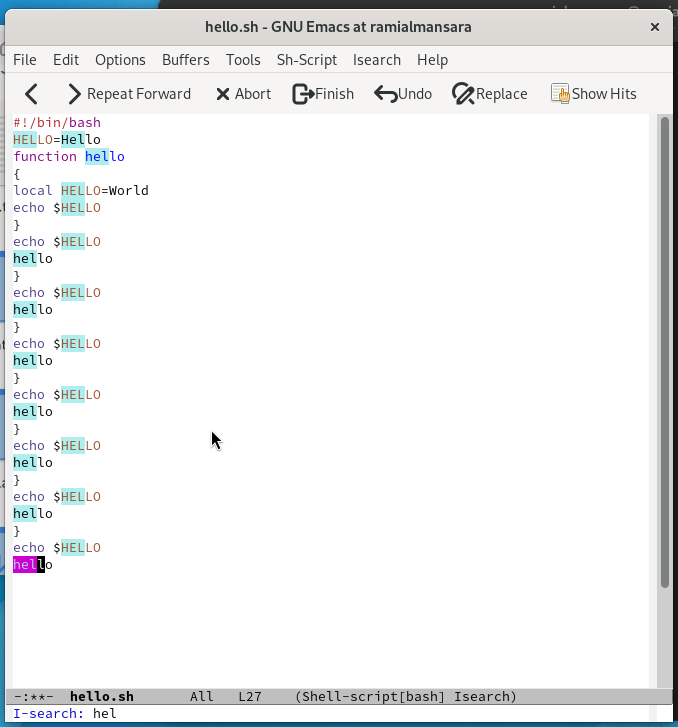 hello.sh - GNU Emacs at ramialmansara
File Edit Options Buffers Tools Sh-Script Isearch Help
Repeat Forward Abort Finish Undo Replace Show Hits
#!/bin/bash
HELLO=Hello
function hello
{
local HELLO=World
echo $HELLO
}
echo $HELLO
hello
}
echo $HELLO
hello
}
echo $HELLO
hello
}
echo $HELLO
hello
}
echo $HELLO
hello
}
echo $HELLO
hello
}
echo $HELLO
hello
-:**- hello.sh All L27 (Shell-script[bash] Isearch)
I-search: hel